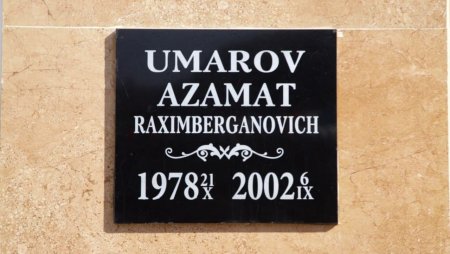 UMAROV
AZAMAT
RAXIMBERGANOVICH
1978 21/X 2002 6/IX